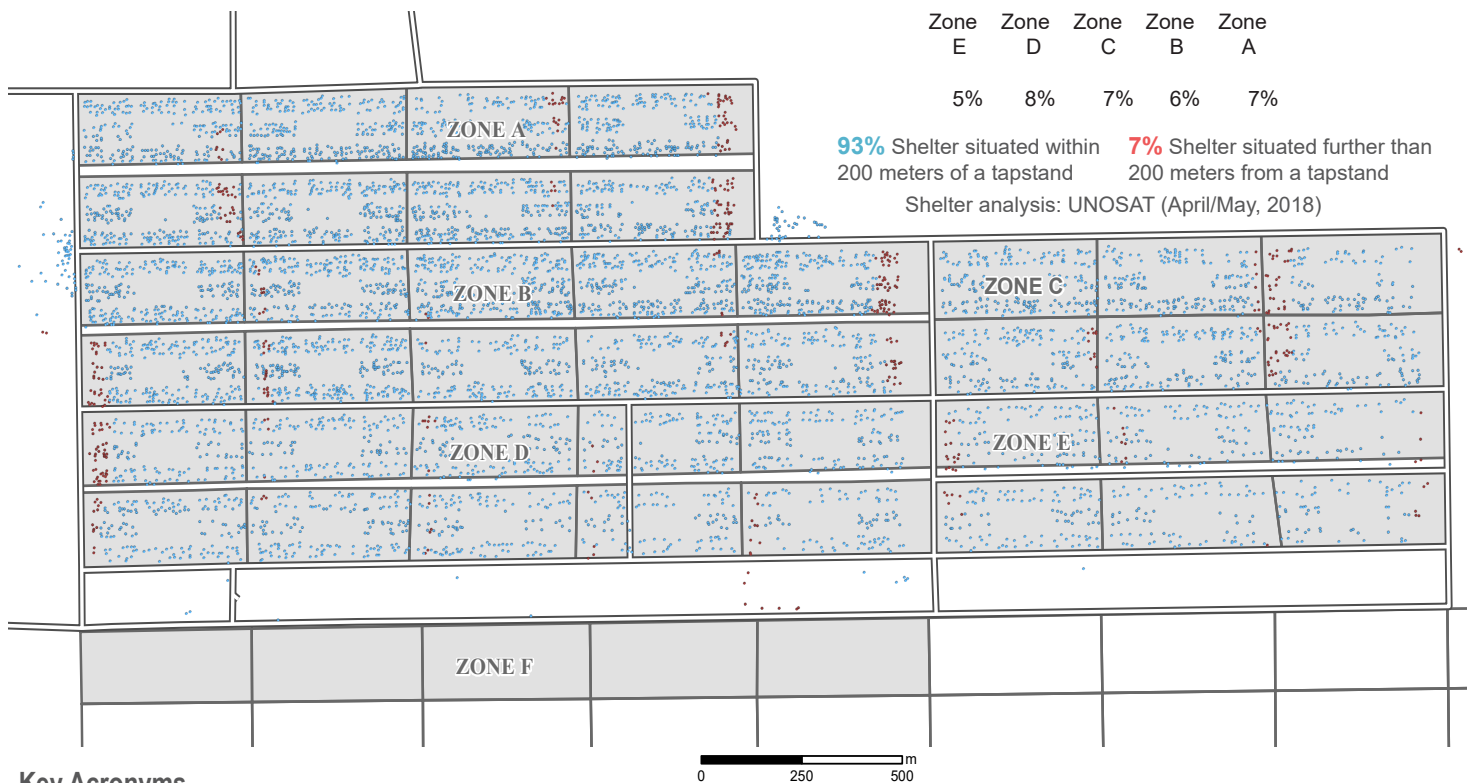 Zone Zone Zone Zone Zone
E D C B A
5% 8% 7% 6% 7%
93% Shelter situated within
200 meters of a tapstand
7% Shelter situated further than
200 meters from a tapstand
Shelter analysis: UNOSAT (April/May, 2018)
ZONE A
ZONE B
ZONE C
ZONE D
ZONE E
ZONE F
m
0 250 500
Key Acronyms